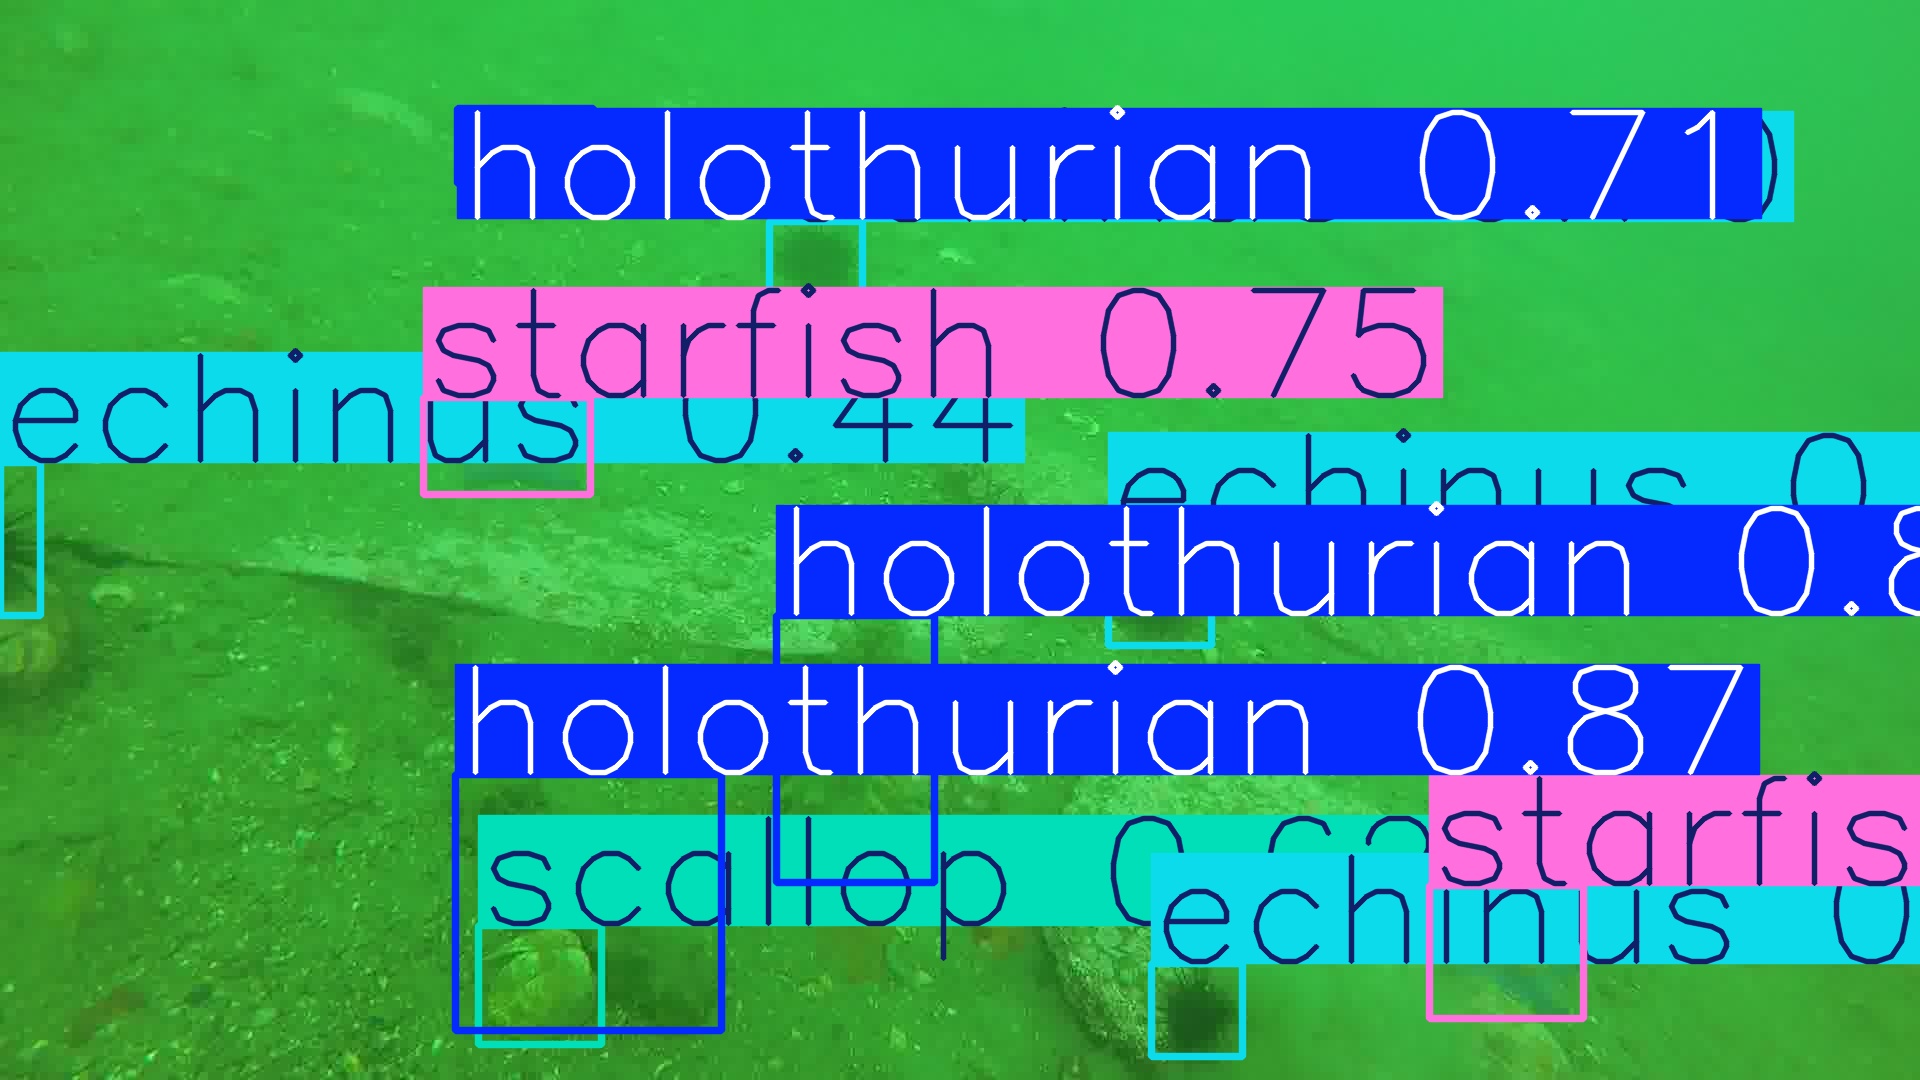 holothurian 0.71
starfish 0.75
echinus 0.44
echinus 0
holothurian 0.8
holothurian 0.87
starfis
scallop 0
echinus 0